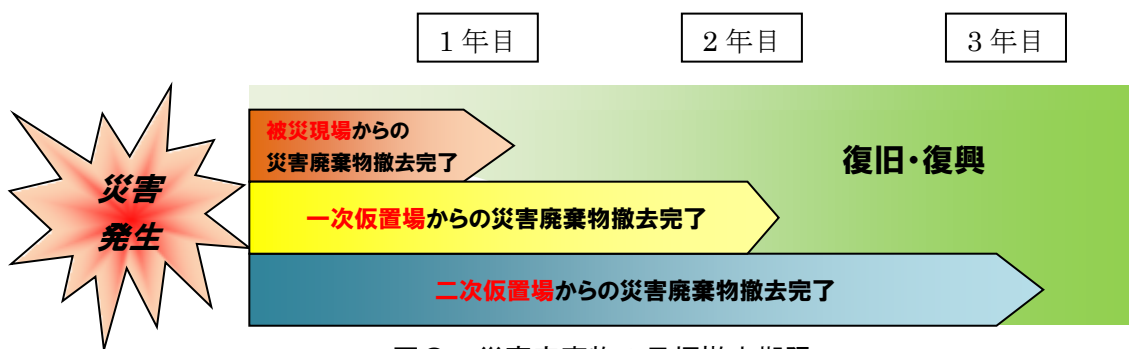 1年目
2年目
3年目
災害
発生
被災現場からの
災害廃棄物撤去完了
復旧・復興
一次仮置場からの災害廃棄物撤去完了
二次仮置場からの災害廃棄物撤去完了